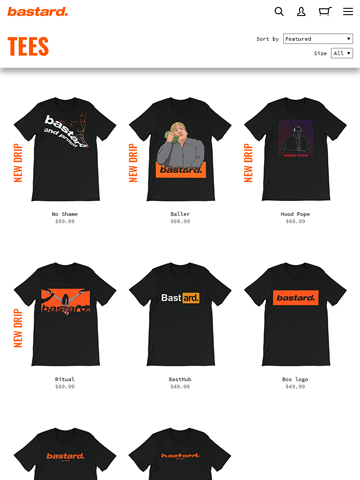 bastard.
TEES
Sort by Featured
Size All
bastard
and proud
NEW DRIP
No Shame
$69.99
bastard.
NEW DRIP
Baller
$69.99
HOOD POPE
NEW DRIP
Hood Pope
$69.99
bastard.
NEW DRIP
Ritual
$69.99
Bastard.
BastHub
$49.99
bastard.
Box logo
$49.99
bastard.
bastard.